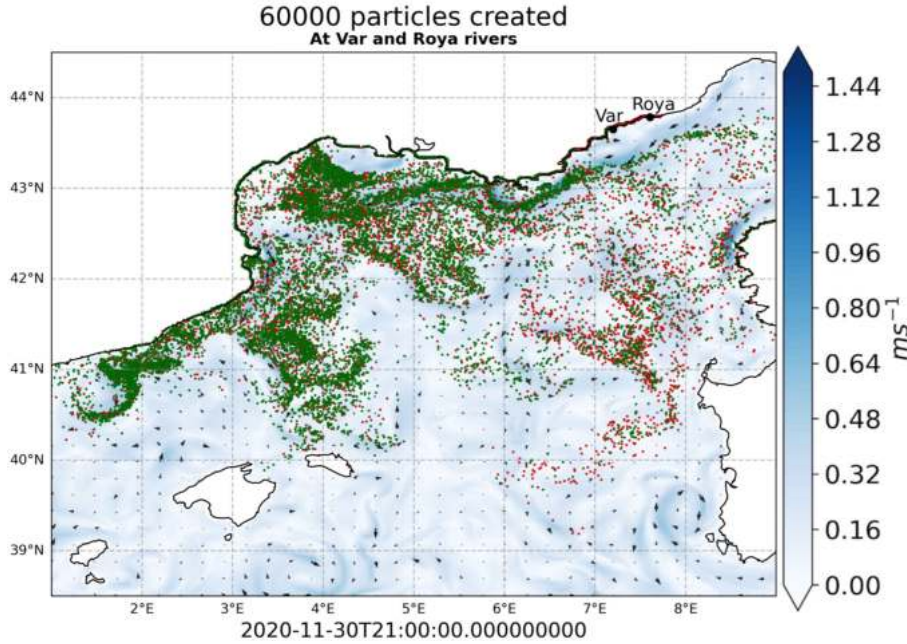 60000 particles created
At Var and Roya rivers
44°N
43°N
42°N
41°N
40°N
39°N
Var
Roya
2°E
3°E
4°E
5°E
6°E
7°E
8°E
2020-11-30T21:00:00.000000000
1.44
1.28
1.12
0.96
0.80
0.64
0.48
0.32
0.16
0.00
ms⁻¹